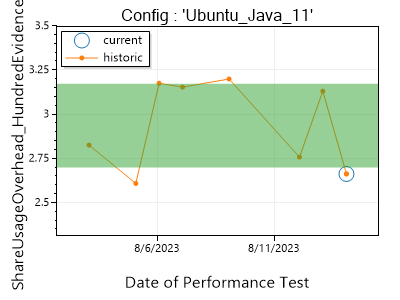 Config : 'Ubuntu_Java_11'
ShareUsageOverhead_HundredEvidence
3.5
3.25
3
2.75
2.5
current
historic
8/6/2023
8/11/2023
Date of Performance Test